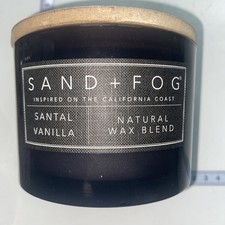 SAND + FOG®
INSPIRED ON THE CALIFORNIA COAST
SANTAL NATURAL
VANILLA WAX BLEND